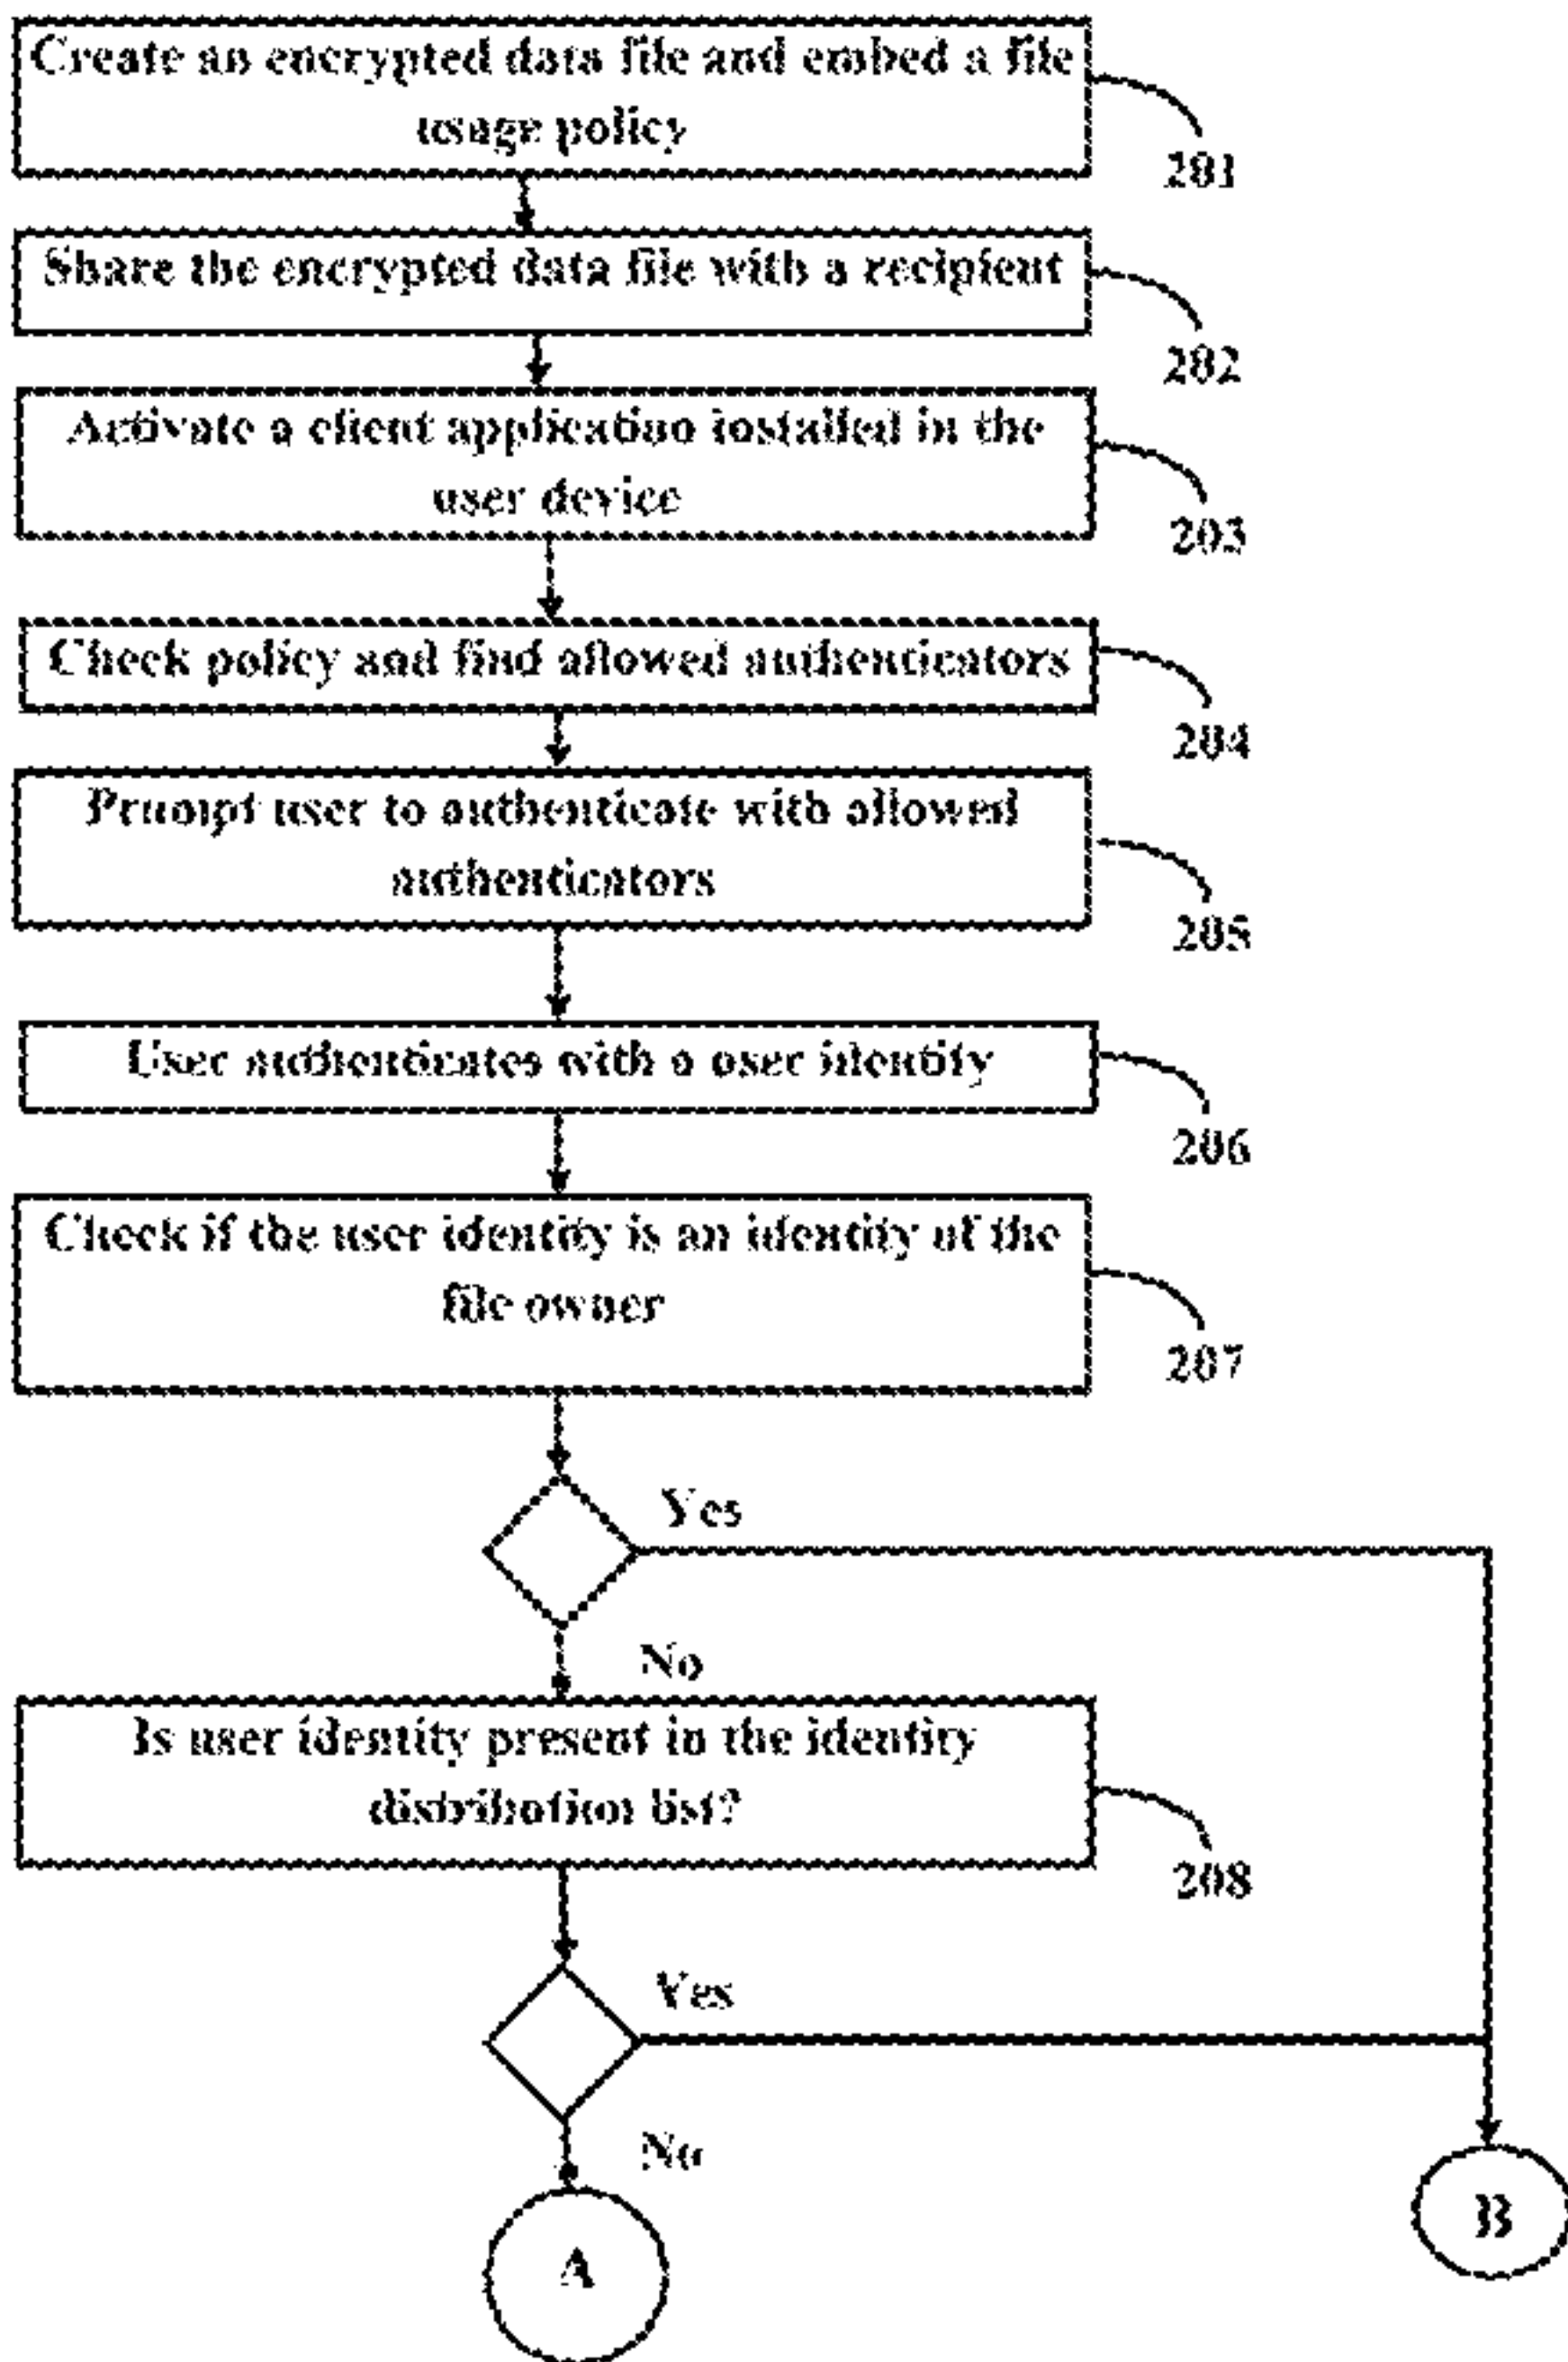 Create an encrypted data file and embed a file
usage policy
201
Share the encrypted data file with a recipient
202
Activate a client application installed in the
user device
203
Check policy and find allowed authenticators
204
Prompt user to authenticate with allowed
authenticators
205
User authenticates with a user identity
206
Check if the user identity is an identity of the
file owner
207
Yes
No
Is user identity present in the identity
distribution list?
208
Yes
No
A
B